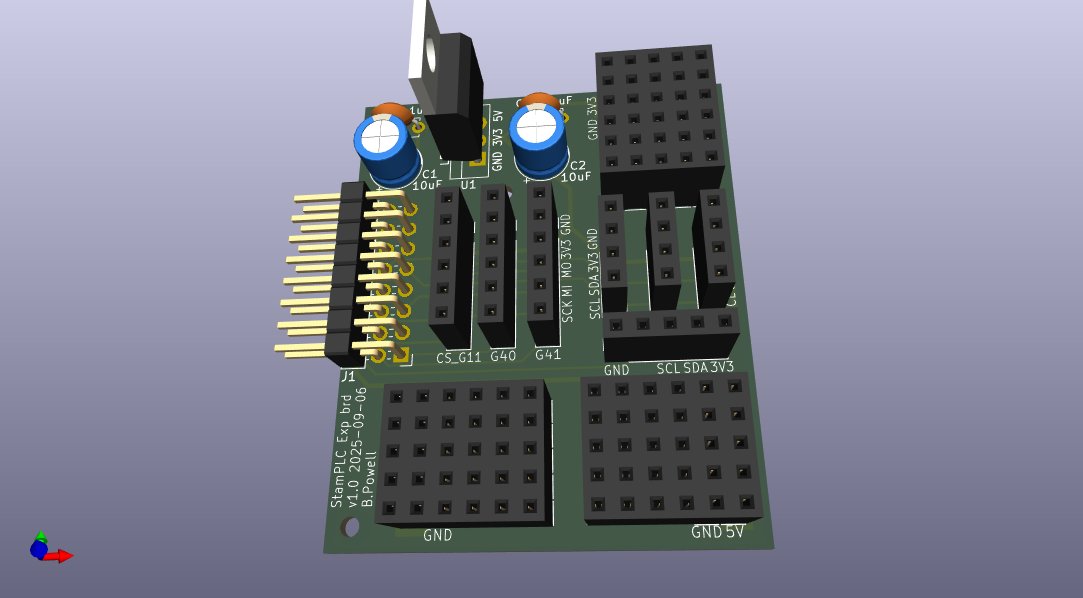 uF
GND 3V3 5V
C1
10uF
U1
C2
10uF
GND 3V3
SCK MI MO 3V3 GND
SCL SDA 3V3 GND
CS_G11 G40 G41
GND SCL SDA 3V3
J1
StamPLC Exp brd
v1.0 2025-09-06
B.Powell
GND
GND 5V